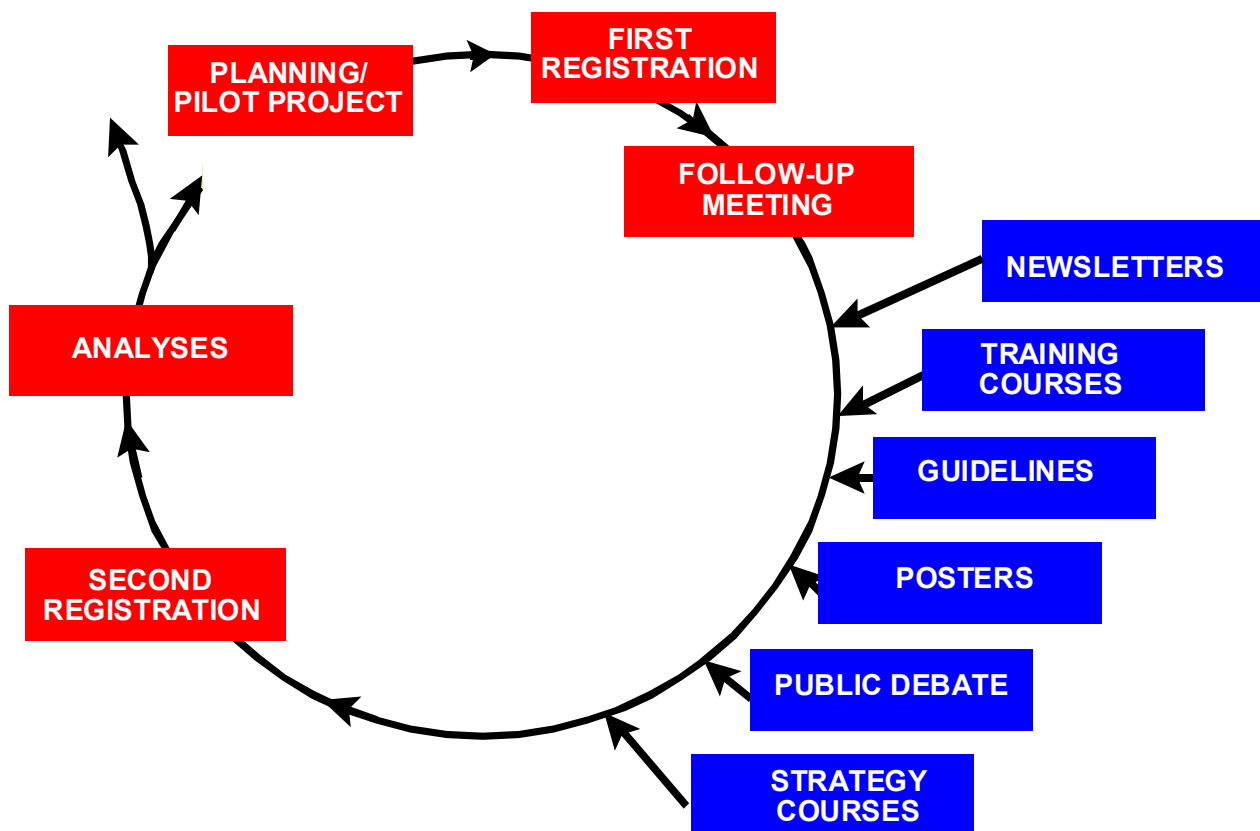 PLANNING/
PILOT PROJECT
FIRST
REGISTRATION
FOLLOW-UP
MEETING
NEWSLETTERS
TRAINING
COURSES
GUIDELINES
POSTERS
PUBLIC DEBATE
STRATEGY
COURSES
SECOND
REGISTRATION
ANALYSES